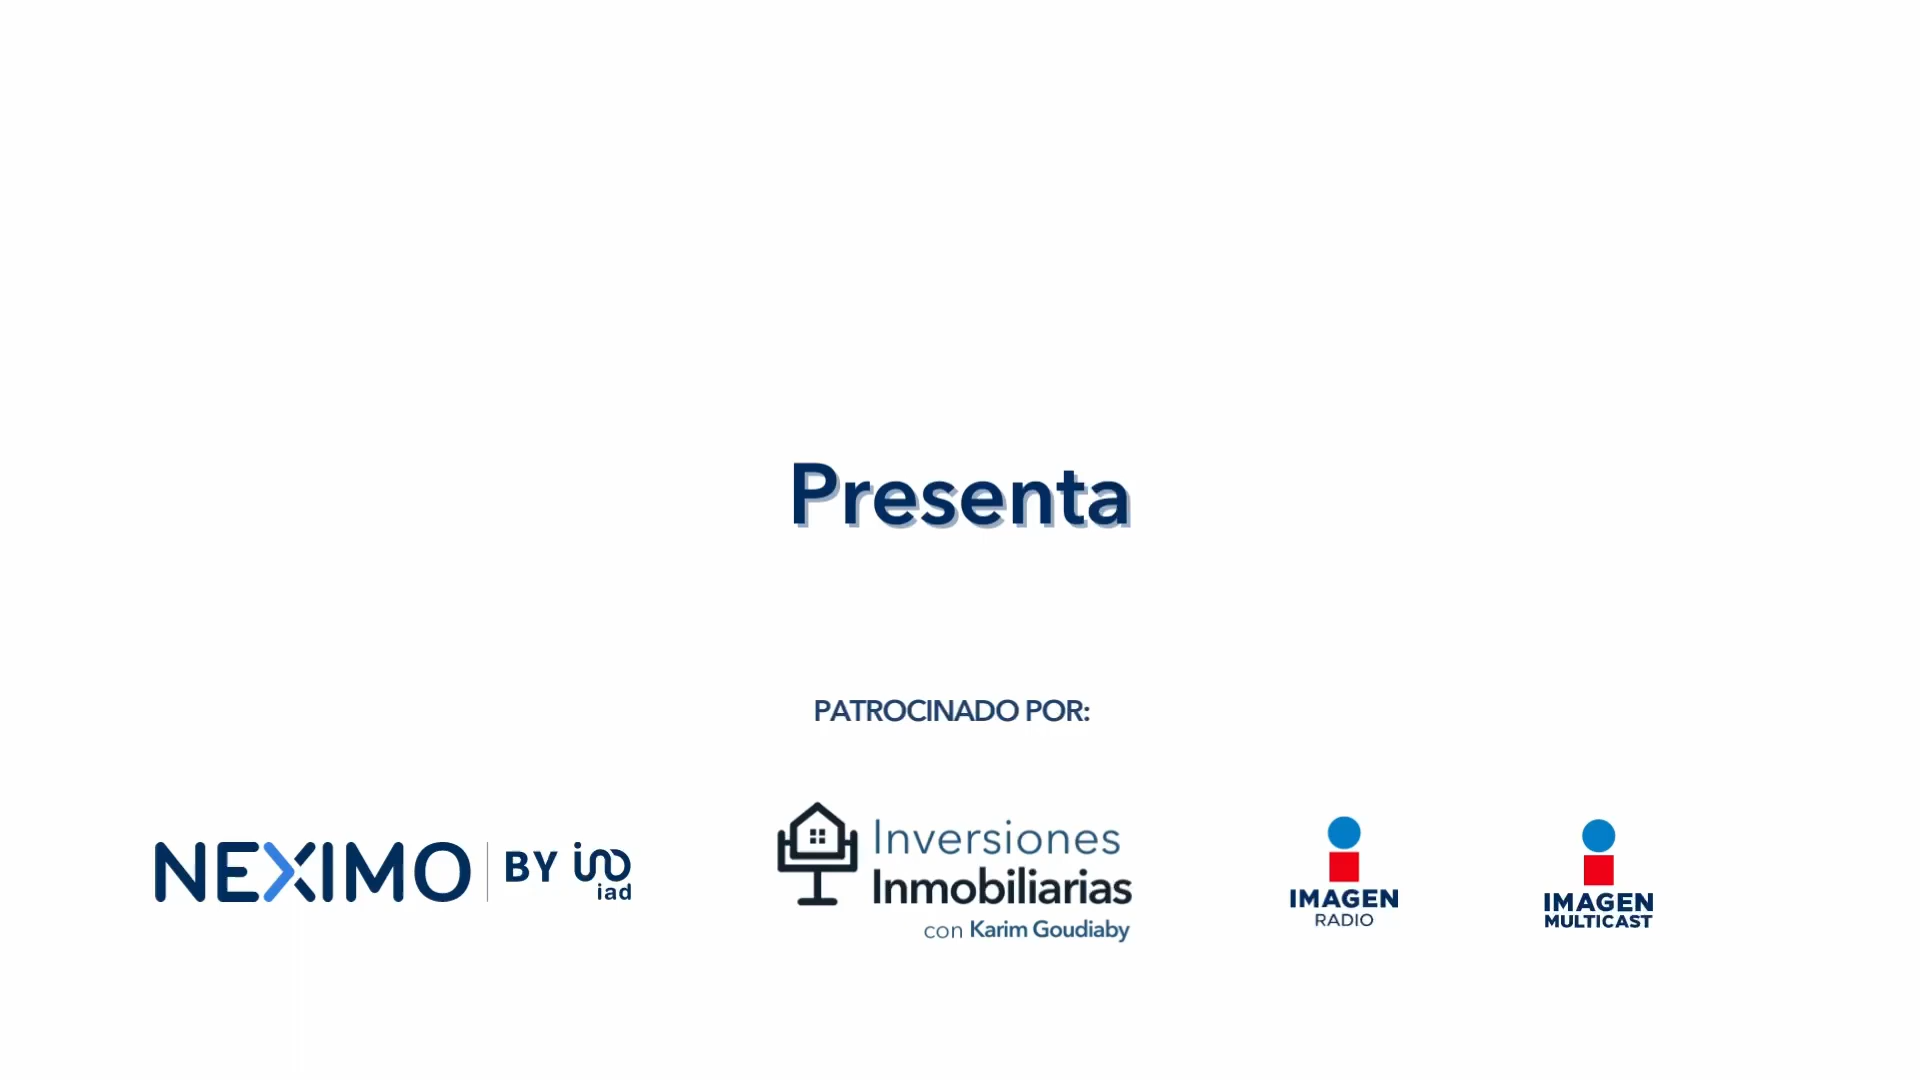 Presenta
PATROCINADO POR:
NEXIMO BY iad
Inversiones
Inmobiliarias
con Karim Goudiaby
IMAGEN
RADIO
IMAGEN
MULTICAST